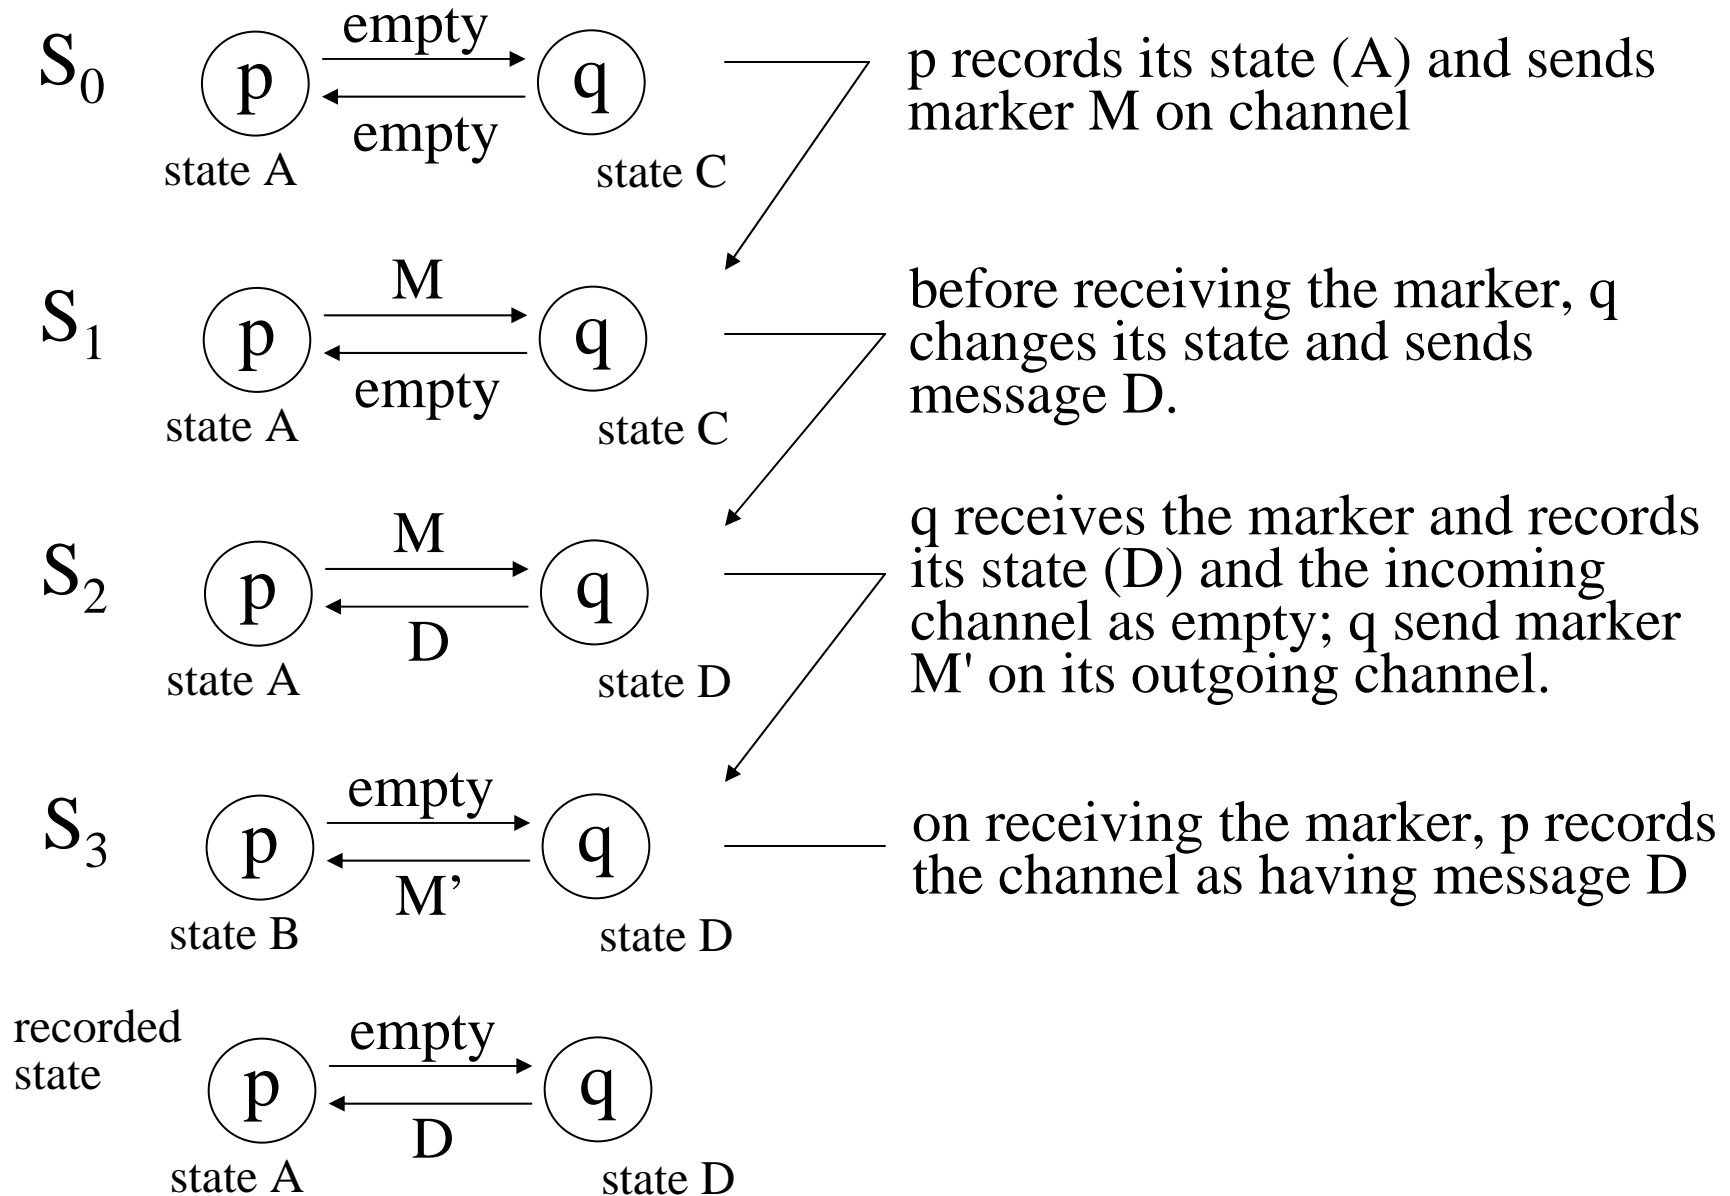 S0
empty
p
q
empty
state A
state C
p records its state (A) and sends
marker M on channel
S1
M
p
q
empty
state A
state C
before receiving the marker, q
changes its state and sends
message D.
S2
M
p
q
D
state A
state D
q receives the marker and records
its state (D) and the incoming
channel as empty; q send marker
M' on its outgoing channel.
S3
empty
p
q
M’
state B
state D
on receiving the marker, p records
the channel as having message D
recorded
state
empty
p
q
D
state A
state D